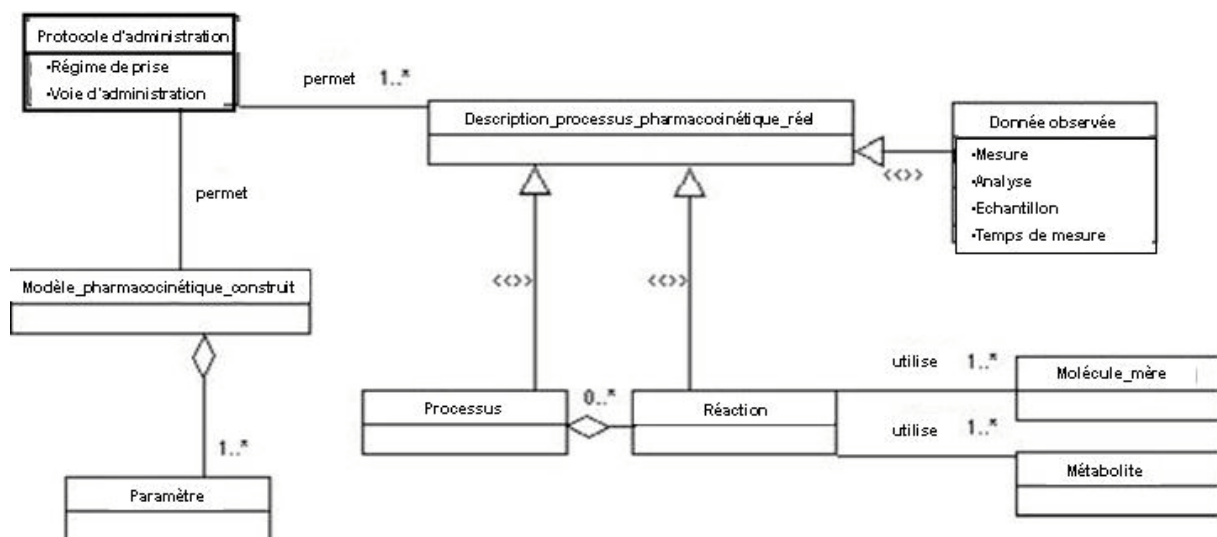 Protocole d'administration
•Régime de prise
•Voie d'administration
permet 1..*
Description_processus_pharmacocinétique_réel
Donnée observée
•Mesure
•Analyse
•Echantillon
•Temps de mesure
<<>>
permet
Modèle_pharmacocinétique_construit
<<>>
<<>>
utilise 1..*
Molécule_mère
Processus
0..*
Réaction
utilise 1..*
Métabolite
1..*
Paramètre